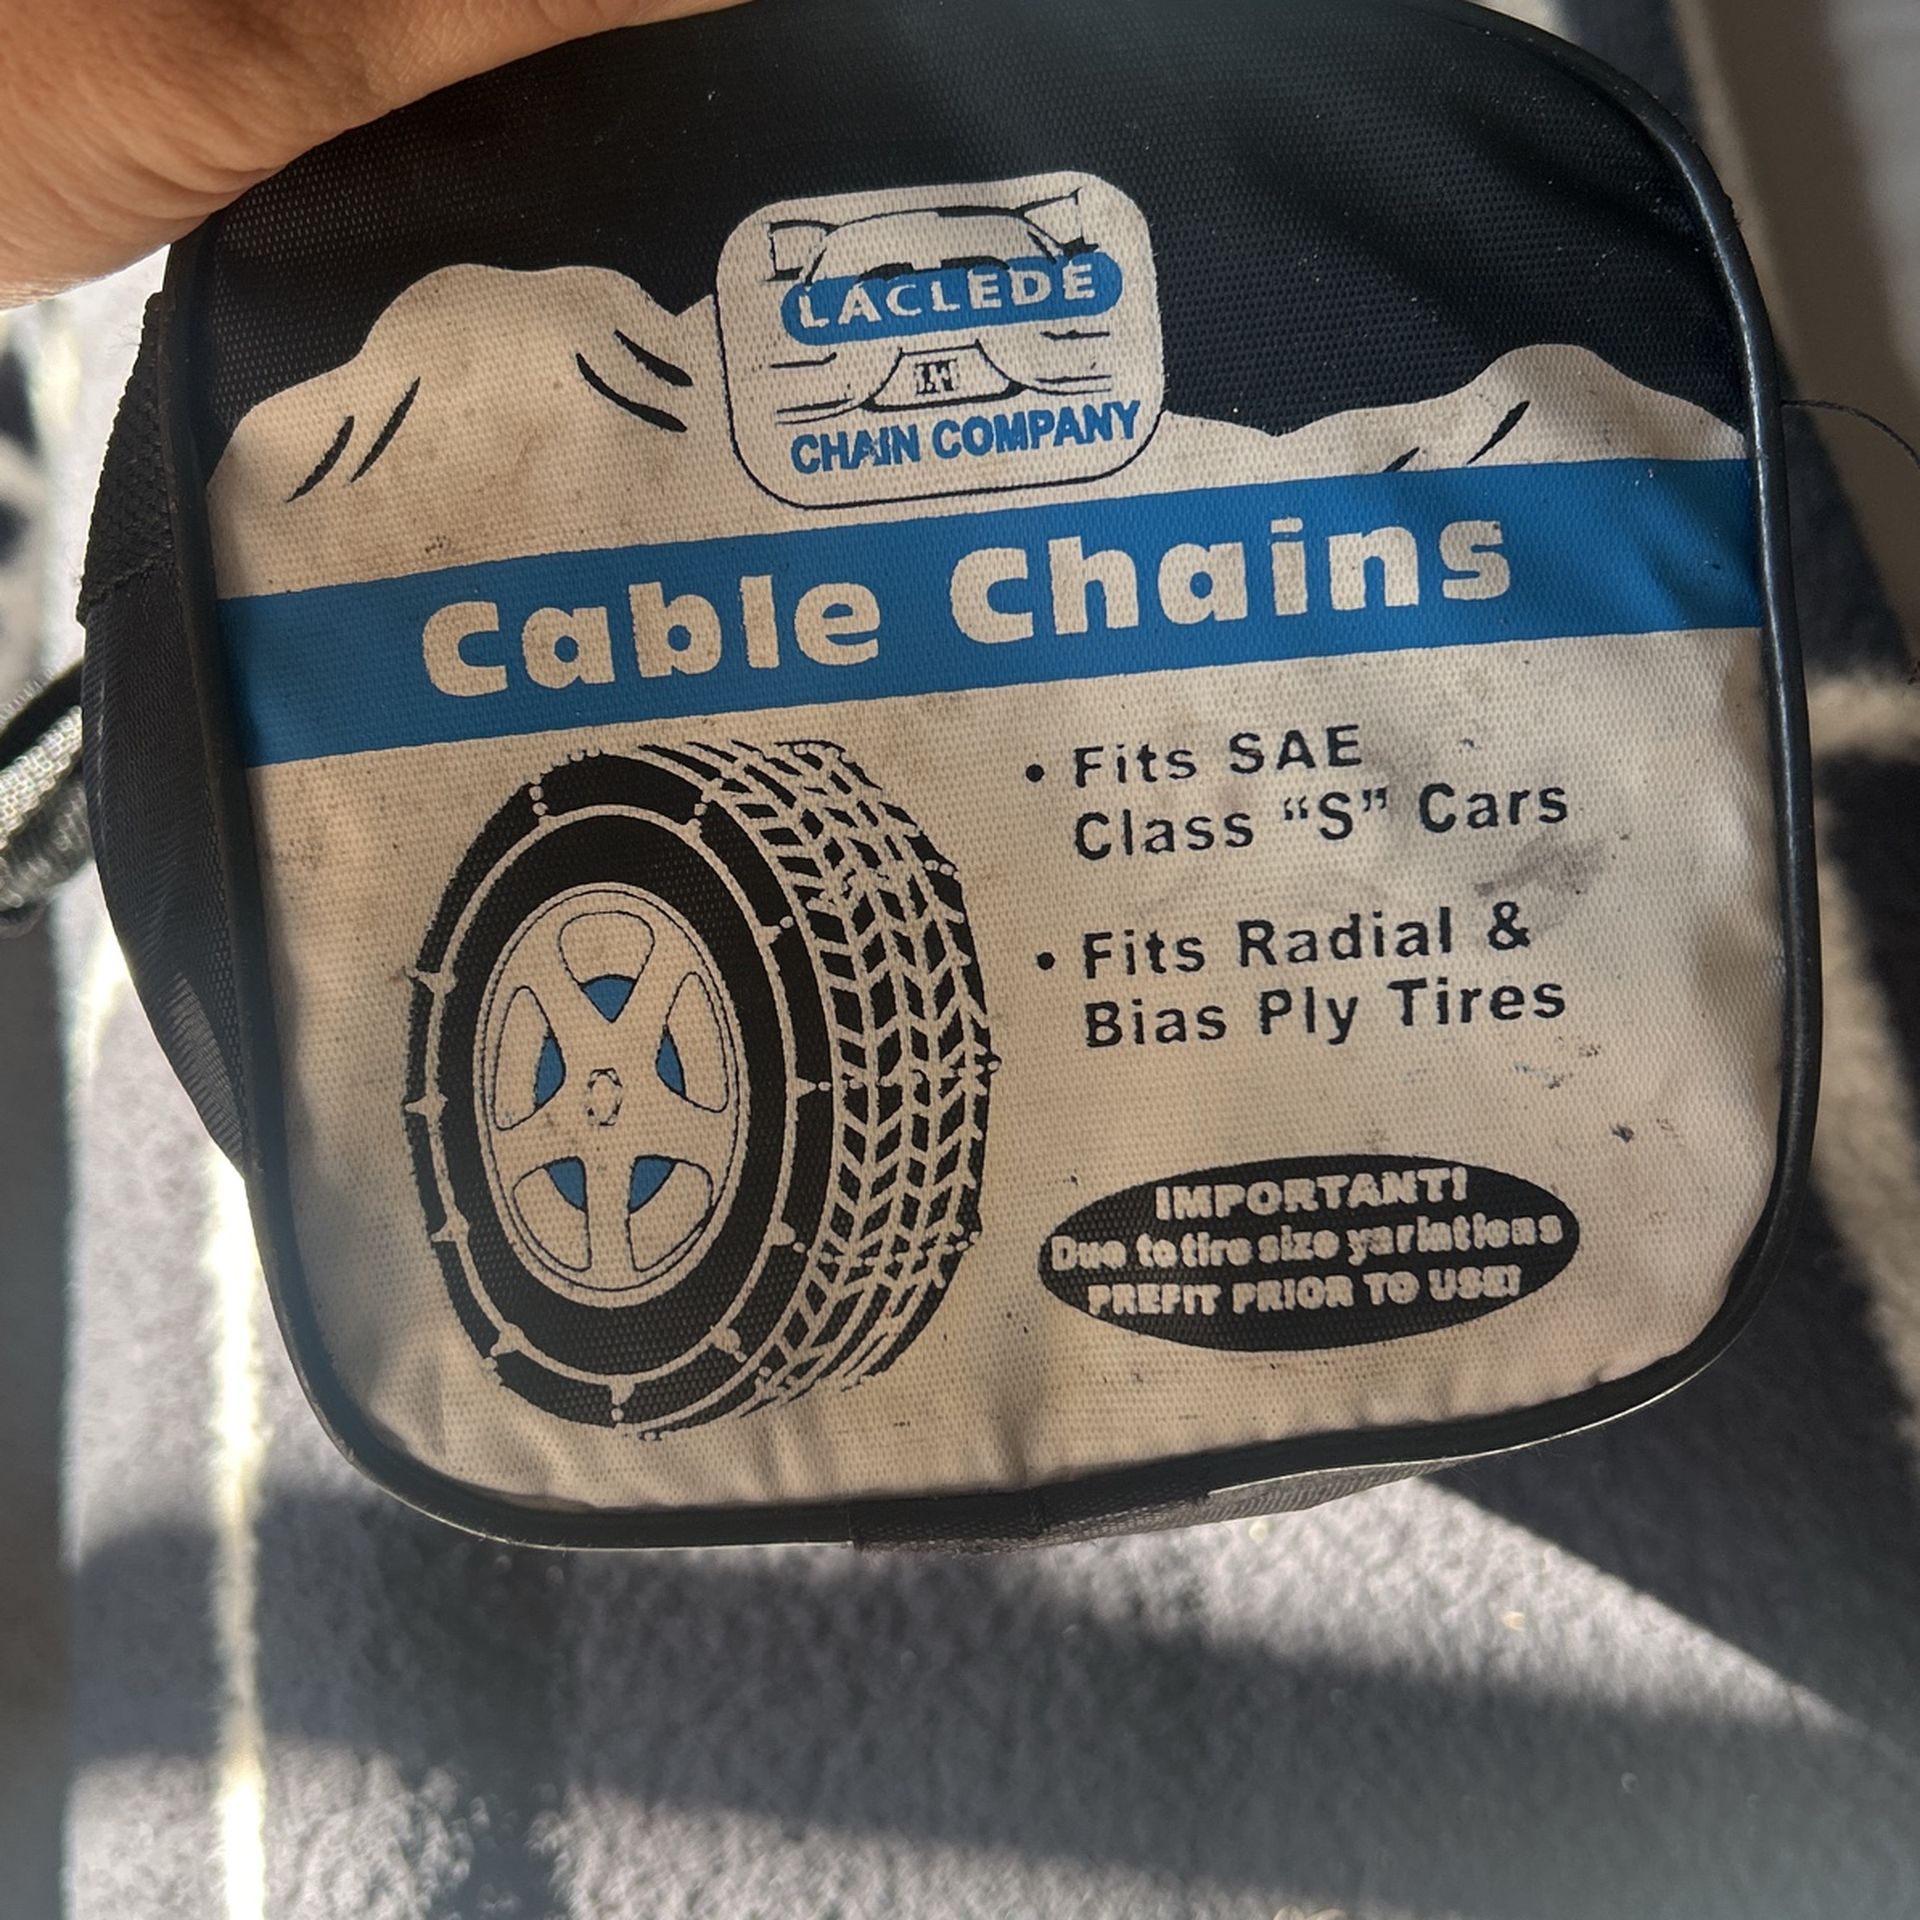 LACLEDE
CHAIN COMPANY
Cable Chains
• Fits SAE
Class “S” Cars
• Fits Radial &
Bias Ply Tires
IMPORTANT!
Due to tire size variations
PREFIT PRIOR TO USE!